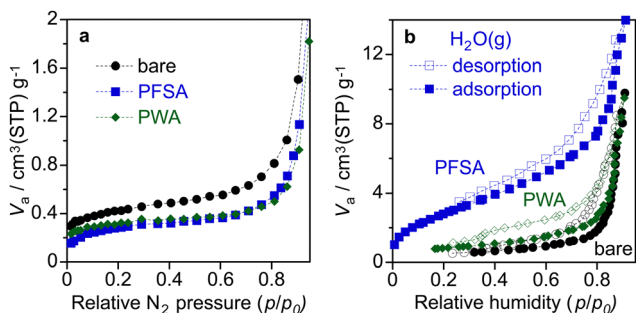 a
2
1.6
1.2
0.8
0.4
0
bare
PFSA
PWA
Va / cm3(STP) g-1
0 0.2 0.4 0.6 0.8 1
Relative N2 pressure (p/p0)
b
12
8
4
0
H2O(g)
desorption
adsorption
PFSA
PWA
bare
Va / cm3(STP) g-1
0 0.2 0.4 0.6 0.8 1
Relative humidity (p/p0)